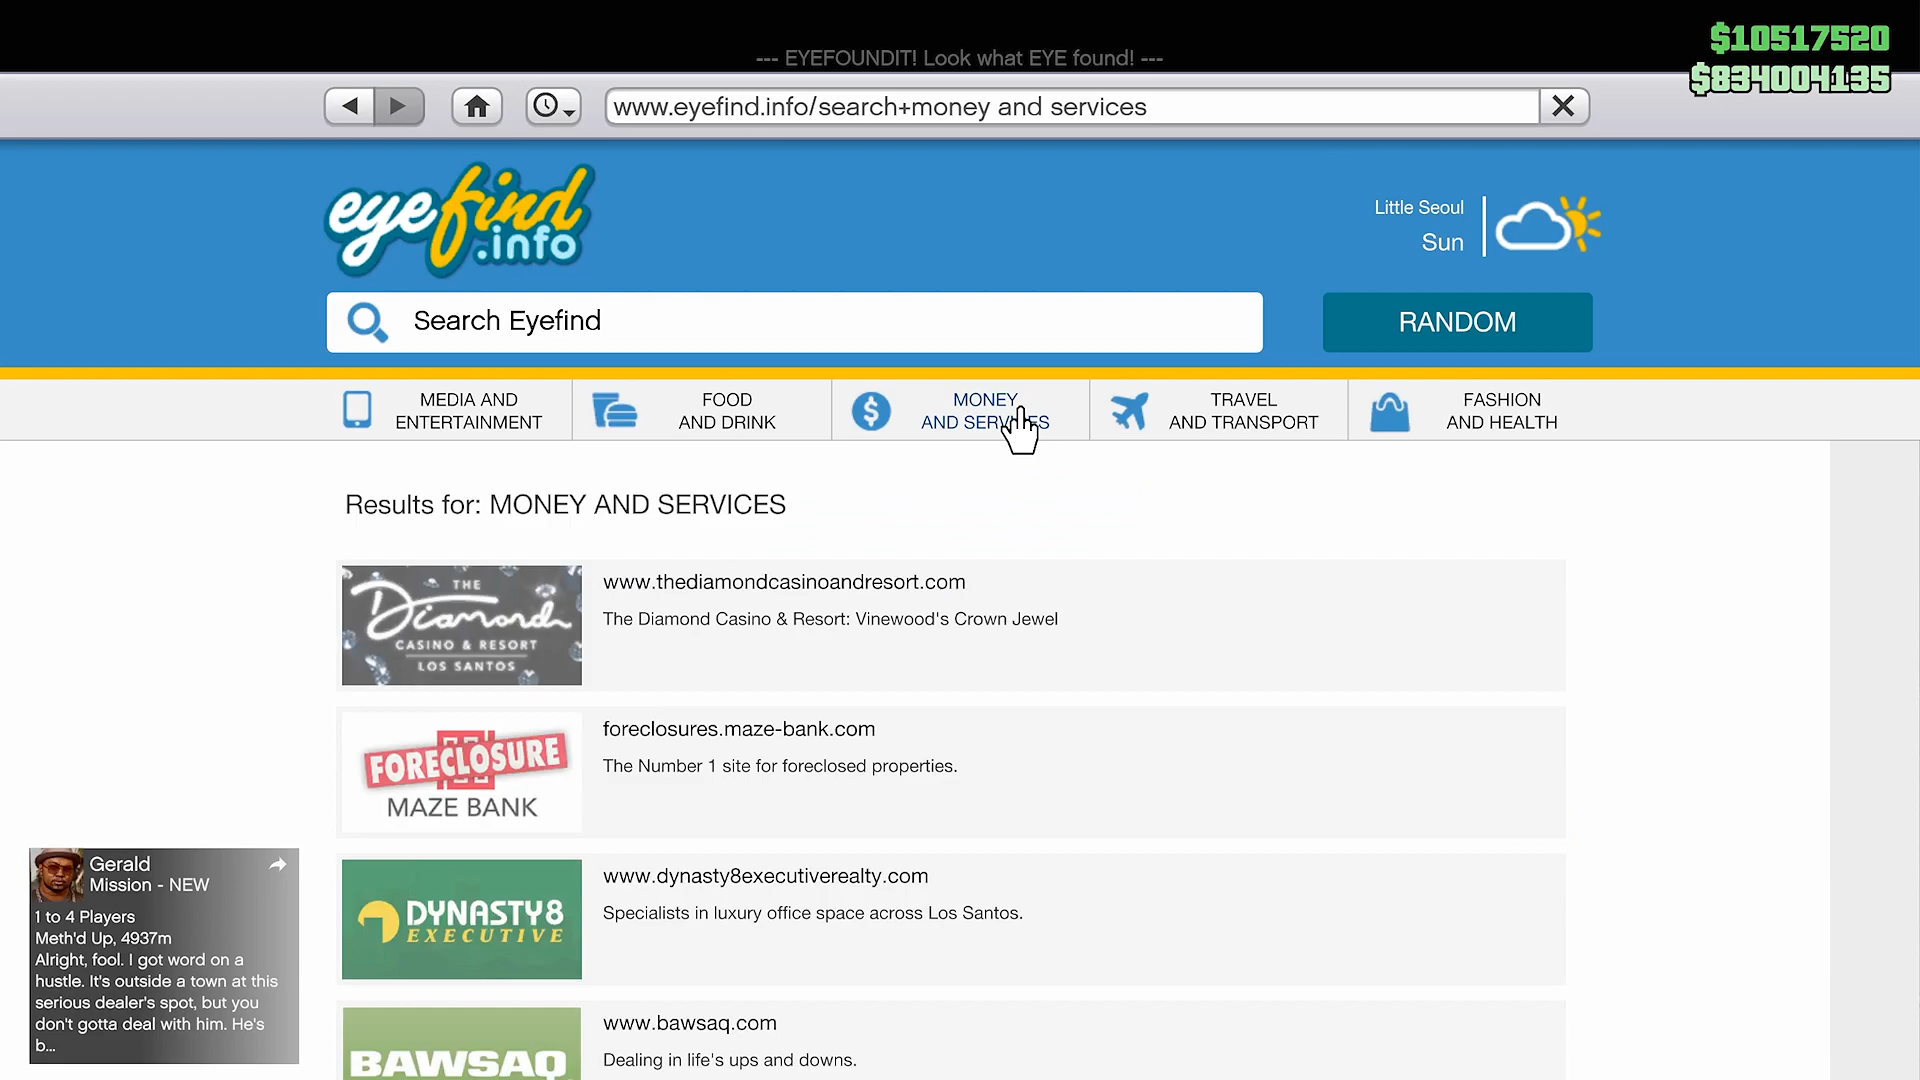 --- EYEFOUNDIT! Look what EYE found! ---
$10517520
$834004135
www.eyefind.info/search+money and services
eyefind
.info
Little Seoul
Sun
Search Eyefind
RANDOM
MEDIA AND
ENTERTAINMENT
FOOD
AND DRINK
MONEY
AND SERVICES
TRAVEL
AND TRANSPORT
FASHION
AND HEALTH
Results for: MONEY AND SERVICES
THE
Diamond
CASINO & RESORT
LOS SANTOS
www.thediamondcasinoandresort.com
The Diamond Casino & Resort: Vinewood's Crown Jewel
FORECLOSURE
MAZE BANK
foreclosures.maze-bank.com
The Number 1 site for foreclosed properties.
DYNASTY8
EXECUTIVE
www.dynasty8executiverealty.com
Specialists in luxury office space across Los Santos.
BAWSAQ
www.bawsaq.com
Dealing in life's ups and downs.
Gerald
Mission - NEW
1 to 4 Players
Meth'd Up, 4937m
Alright, fool. I got word on a
hustle. It's outside a town at this
serious dealer's spot, but you
don't gotta deal with him. He's
b...